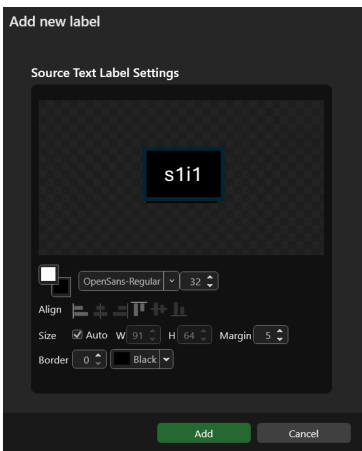 Add new label
Source Text Label Settings
s1i1
OpenSans-Regular 32
Align
Size Auto W 91 H 64 Margin 5
Border 0 Black
Add Cancel